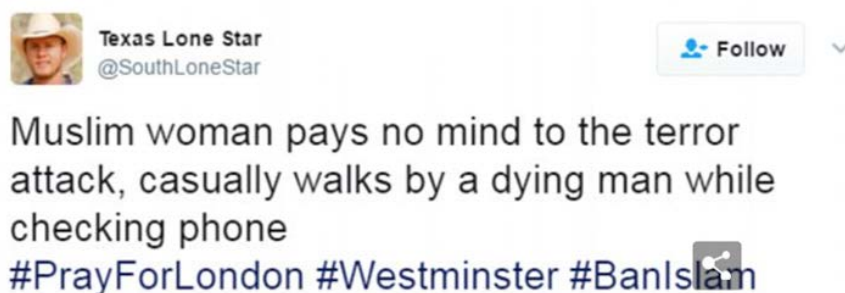 Texas Lone Star
@SouthLoneStar
Follow
Muslim woman pays no mind to the terror
attack, casually walks by a dying man while
checking phone
#PrayForLondon #Westminster #BanIslam